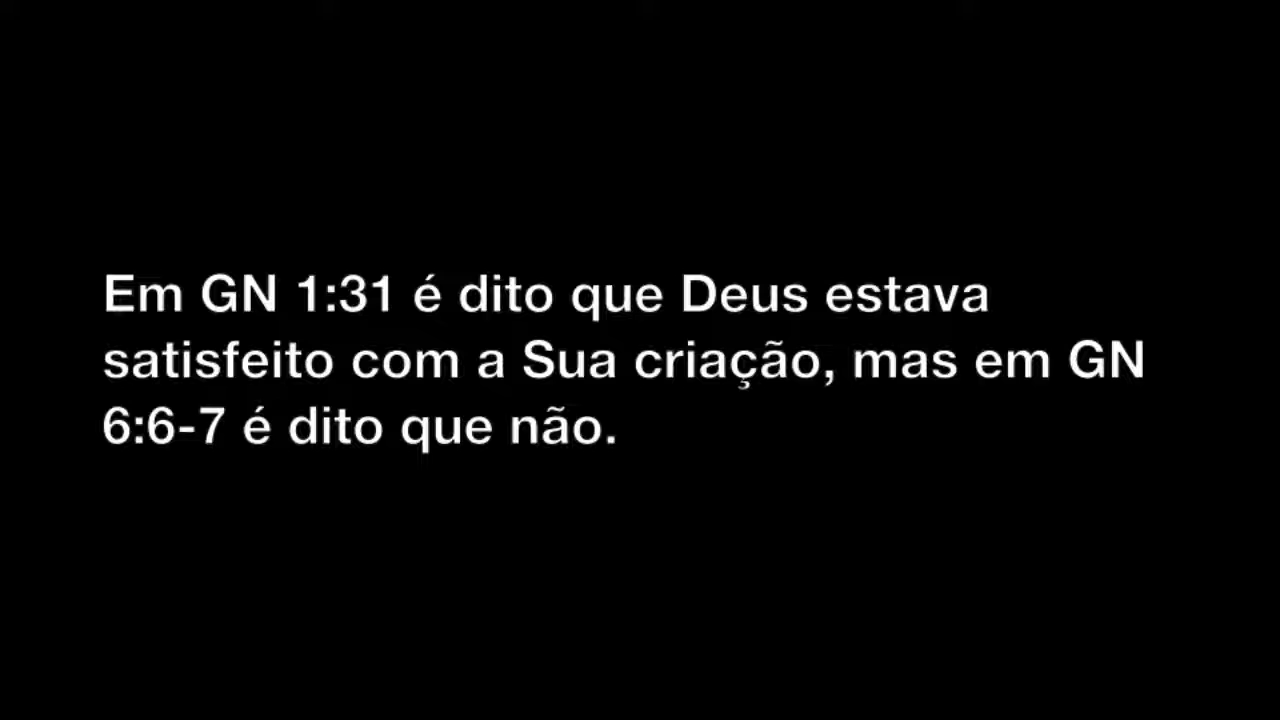 Em GN 1:31 é dito que Deus estava
satisfeito com a Sua criação, mas em GN
6:6-7 é dito que não.